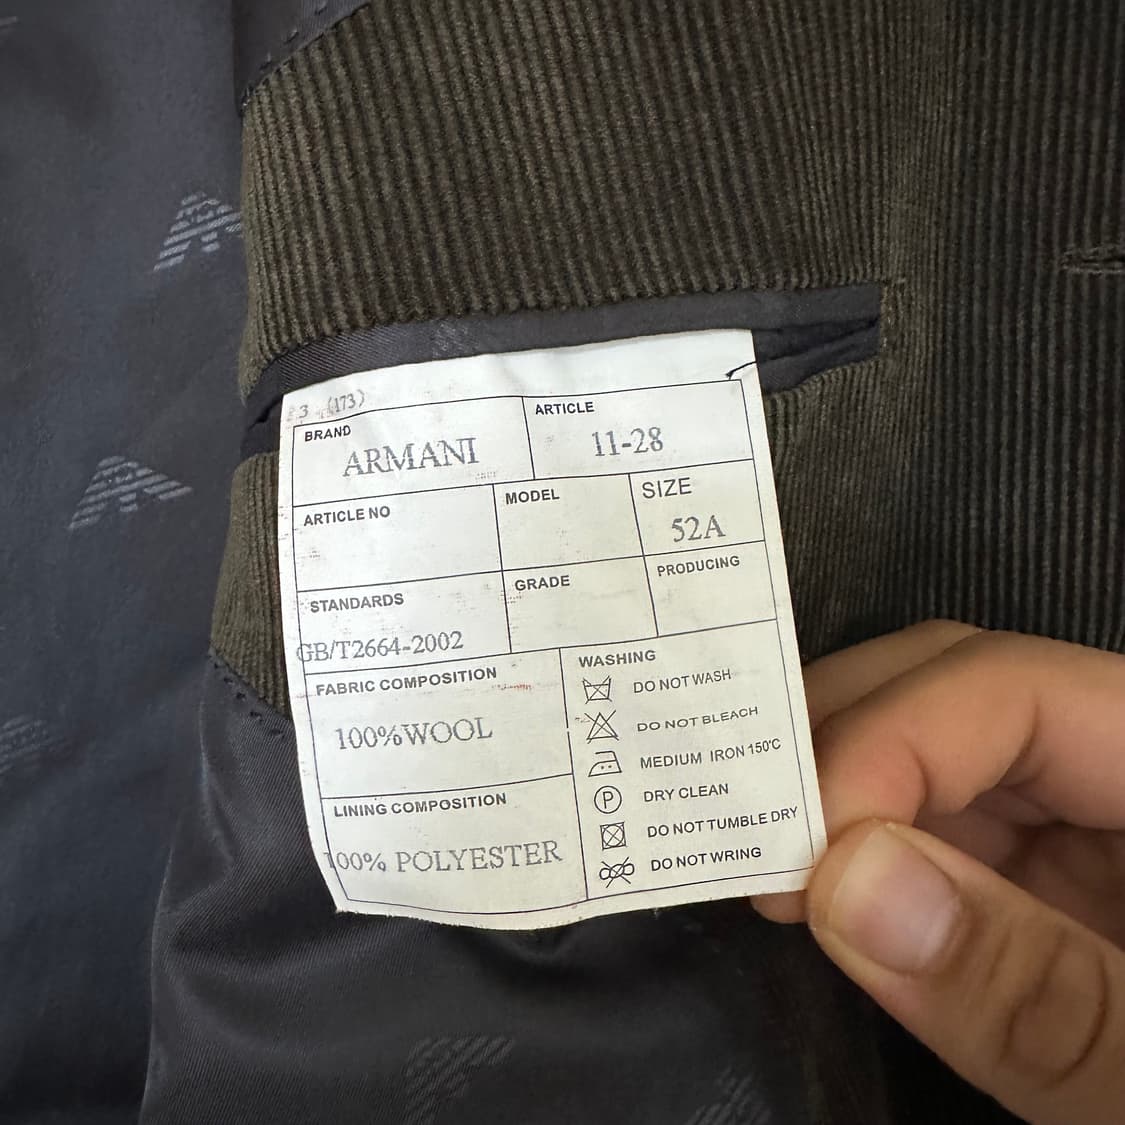 3 (173)
BRAND
ARMANI
ARTICLE
11-28
ARTICLE NO
MODEL
SIZE
52A
STANDARDS
GB/T2664-2002
GRADE
PRODUCING
FABRIC COMPOSITION
100%WOOL
LINING COMPOSITION
100% POLYESTER
WASHING
DO NOT WASH
DO NOT BLEACH
MEDIUM IRON 150°C
P DRY CLEAN
DO NOT TUMBLE DRY
DO NOT WRING